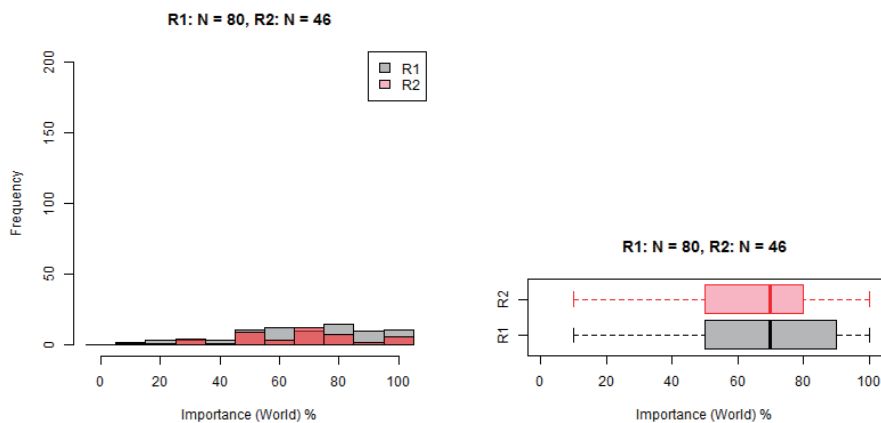 R1: N = 80, R2: N = 46
R1
R2
200
150
100
50
0
Frequency
0 20 40 60 80 100
Importance (World) %
R1: N = 80, R2: N = 46
R2
R1
0 20 40 60 80 100
Importance (World) %